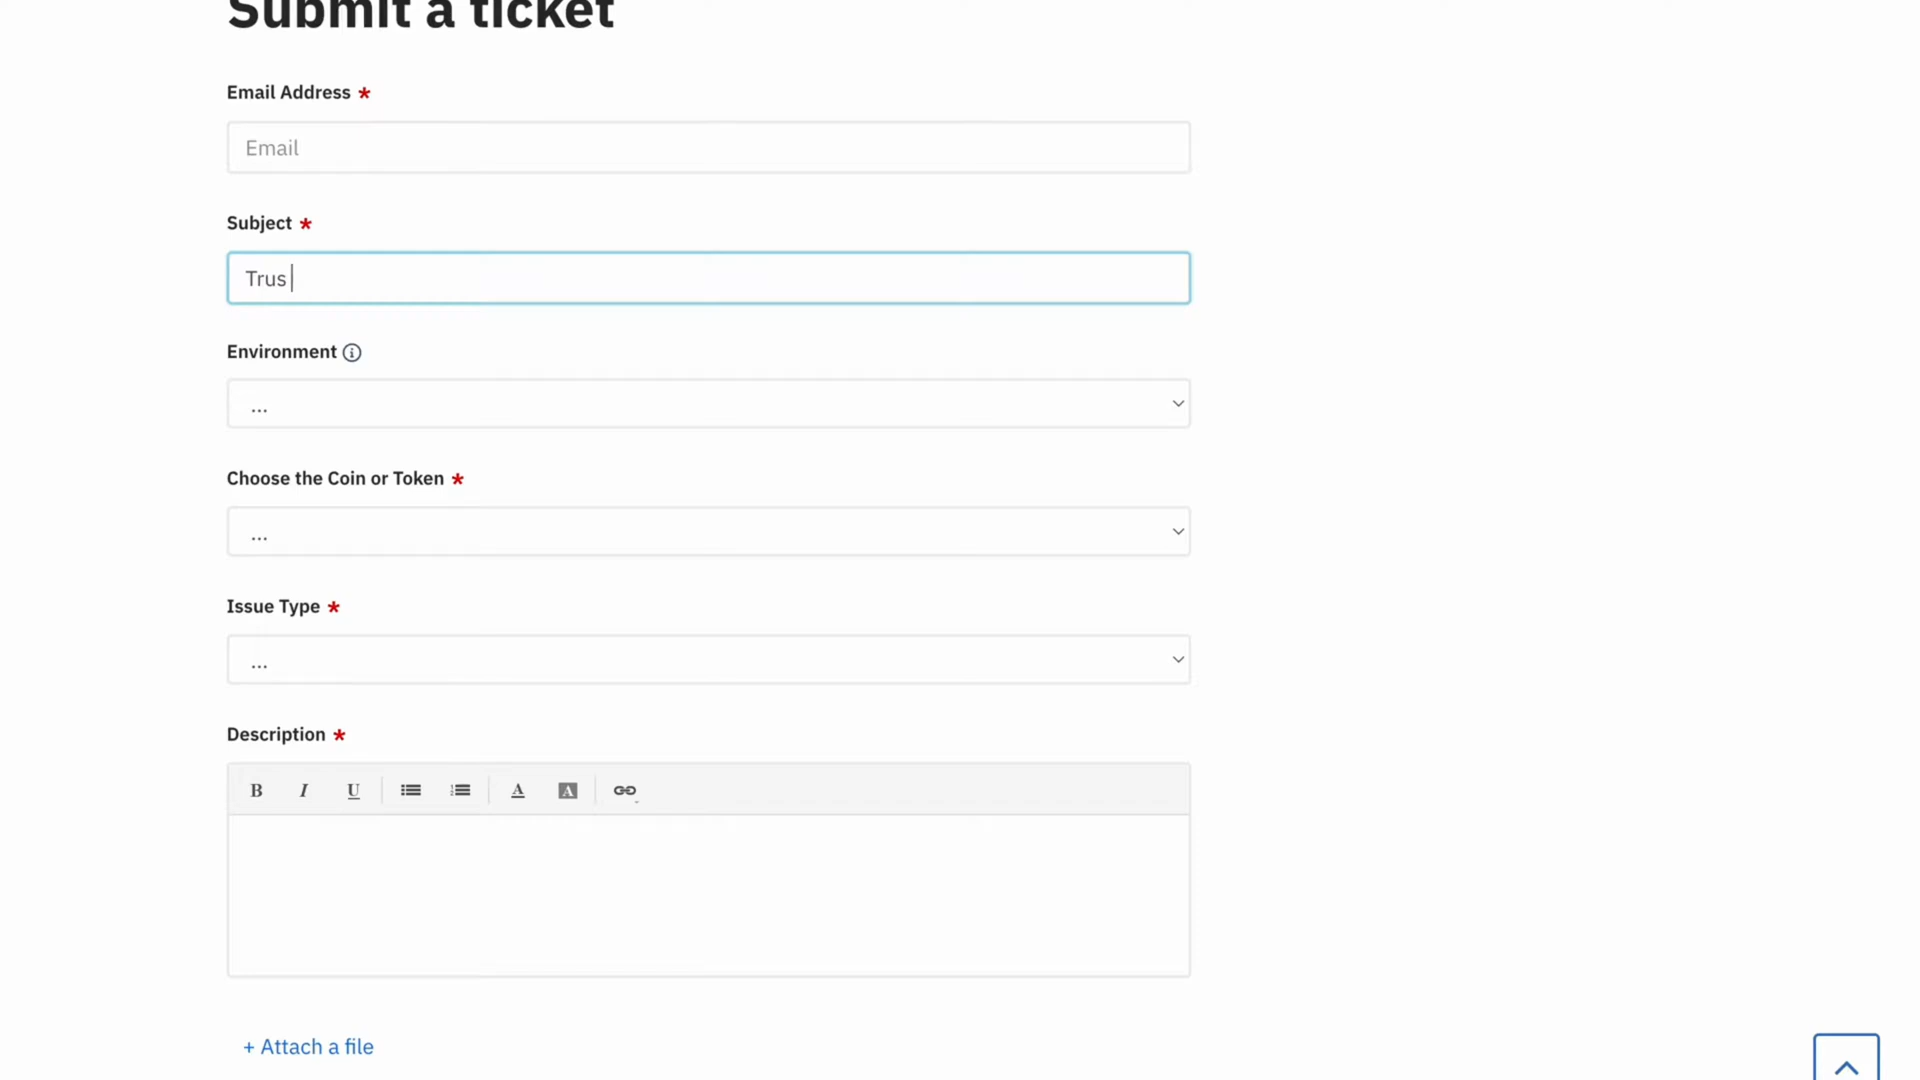 Submit a ticket
Email Address *
Email
Subject *
Trus
Environment
...
Choose the Coin or Token *
...
Issue Type *
...
Description *
B I U A A
+ Attach a file